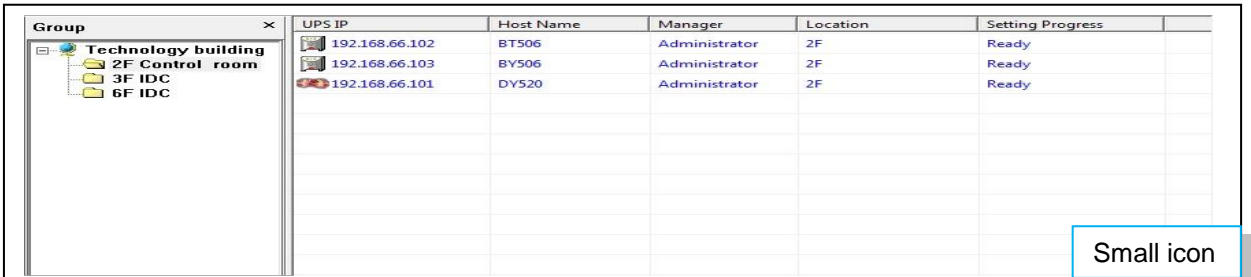 Group ×
Technology building
2F Control room
3F IDC
6F IDC
UPS IP Host Name Manager Location Setting Progress
192.168.66.102 BT506 Administrator 2F Ready
192.168.66.103 BY506 Administrator 2F Ready
192.168.66.101 DY520 Administrator 2F Ready
Small icon